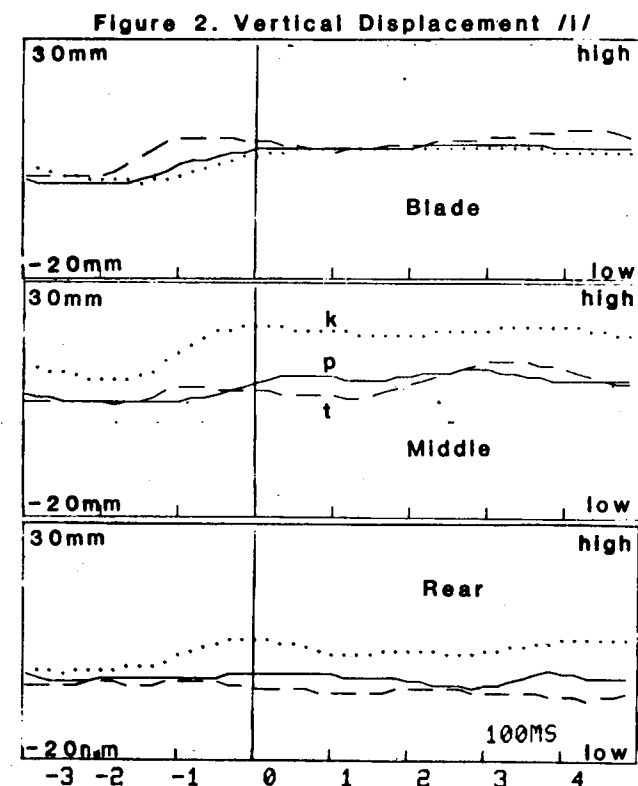 Figure 2. Vertical Displacement /i/
30mm high
Blade
-20mm low
30mm high
k
p
t
Middle
-20mm low
30mm high
Rear
100MS
-20mm low
-3 -2 -1 0 1 2 3 4